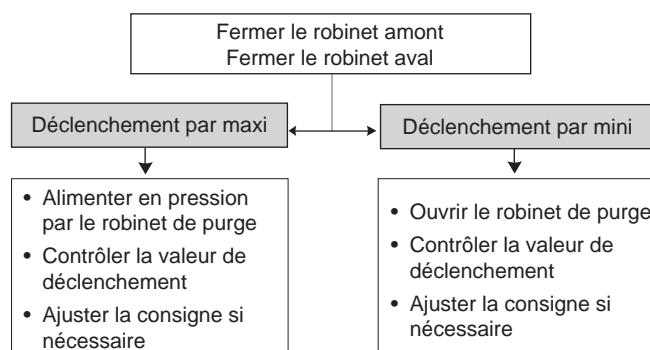 Fermer le robinet amont
Fermer le robinet aval
Déclenchement par maxi
Déclenchement par mini
• Alimenter en pression
par le robinet de purge
• Contrôler la valeur de
déclenchement
• Ajuster la consigne si
nécessaire
• Ouvrir le robinet de purge
• Contrôler la valeur de
déclenchement
• Ajuster la consigne si
nécessaire